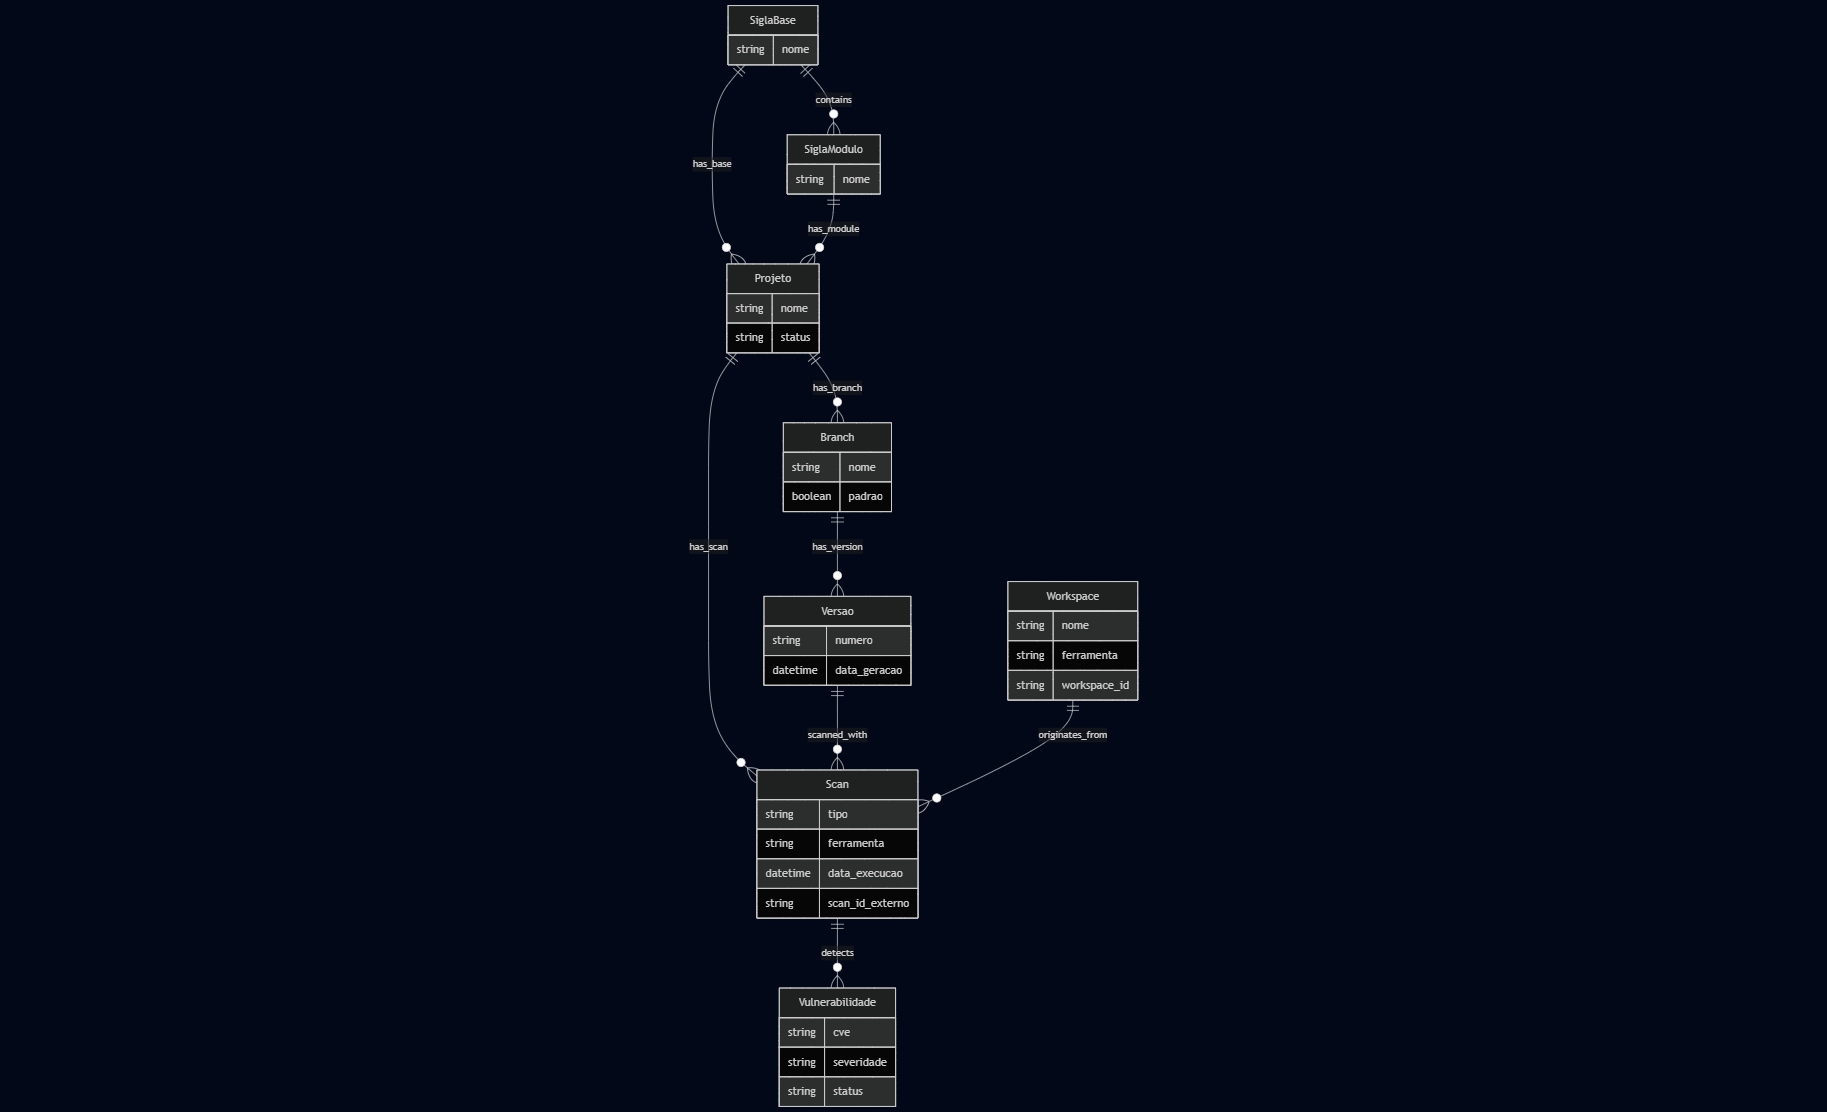 SiglaBase
string nome
contains
SiglaModulo
has_base
string nome
has_module
Projeto
string nome
string status
has_branch
Branch
string nome
boolean padrao
has_scan
has_version
Versao
string numero
datetime data_geracao
Workspace
string nome
string ferramenta
string workspace_id
scanned_with
originates_from
Scan
string tipo
string ferramenta
datetime data_execucao
string scan_id_externo
detects
Vulnerabilidade
string cve
string severidade
string status